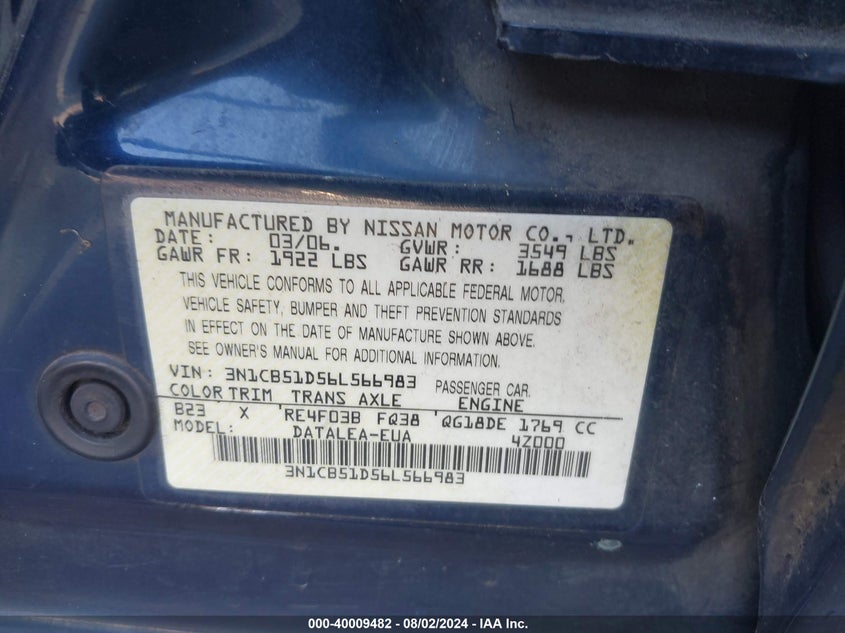 MANUFACTURED BY NISSAN MOTOR CO., LTD.
DATE: 03/06. GVWR: 3549 LBS
GAWR FR: 1922 LBS GAWR RR: 1688 LBS
THIS VEHICLE CONFORMS TO ALL APPLICABLE FEDERAL MOTOR,
VEHICLE SAFETY, BUMPER AND THEFT PREVENTION STANDARDS
IN EFFECT ON THE DATE OF MANUFACTURE SHOWN ABOVE.
SEE OWNER'S MANUAL FOR ADDITIONAL INFORMATION.
VIN: 3N1CB51D56L566983 PASSENGER CAR.
COLOR TRIM TRANS AXLE ENGINE
B23 X RE4F03B FQ38 QG18DE 1769 CC
MODEL: DATALEA-EUA 4Z000
3N1CB51D56L566983
000-40009482 - 08/02/2024 - IAA Inc.